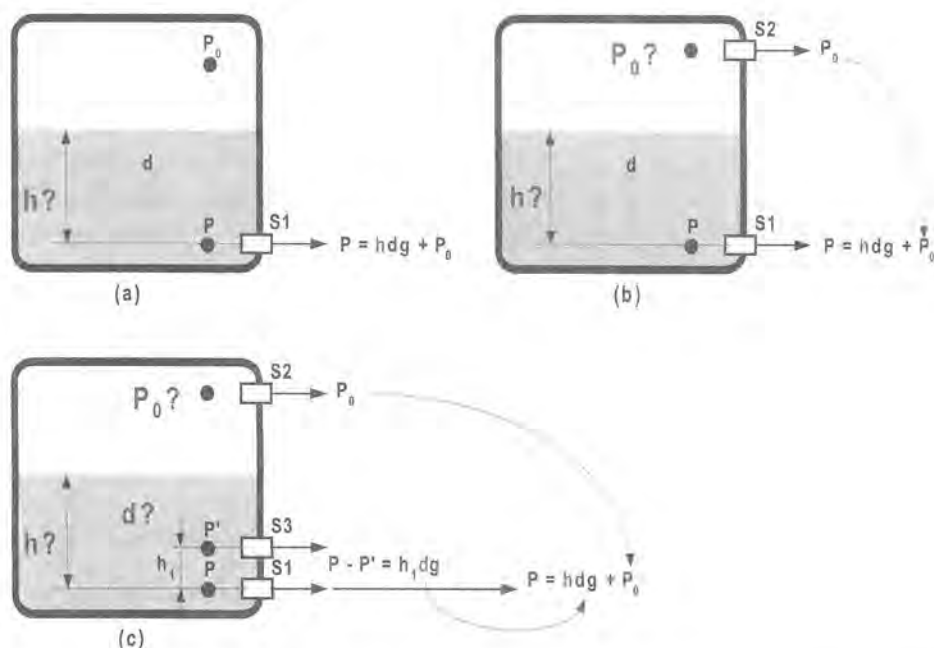 P₀
d
h?
P
S1
P = hdg + P₀
(a)
S2
P₀?
P₀
d
h?
P
S1
P = hdg + P₀
(b)
S2
P₀?
P₀
d?
h?
P'
S3
h₁
P
S1
P - P' = h₁dg
P = hdg + P₀
(c)